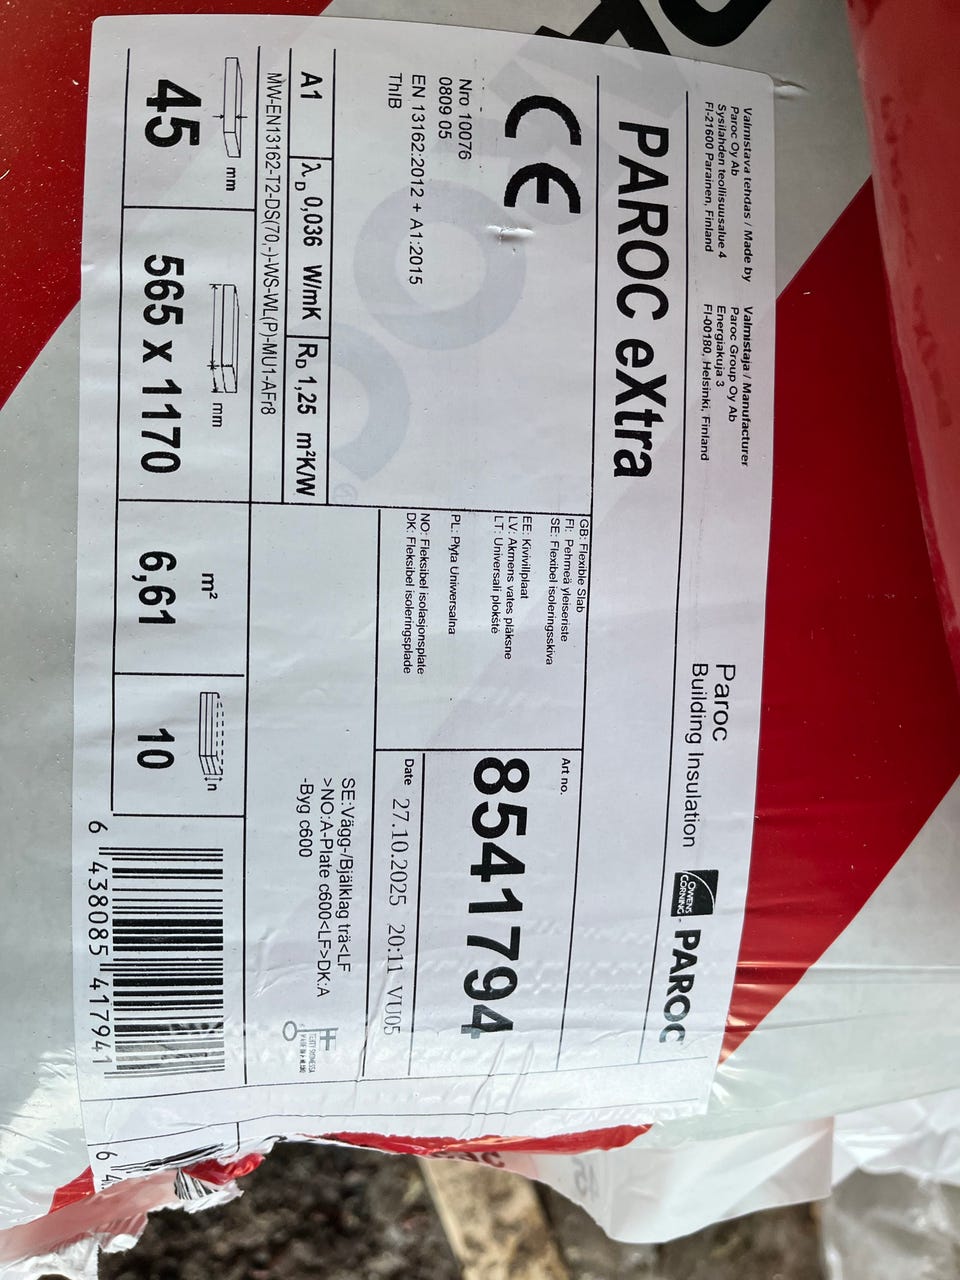 Valmistava tehdas / Made by
Paroc Oy Ab
Sysilahden teollisuusalue 4
FI-21600 Parainen, Finland
Valmistaja / Manufacturer
Paroc Group Oy Ab
Energiakuja 3
FI-00180, Helsinki, Finland
Paroc
Building Insulation
OWENS
CORNING
PAROC
PAROC eXtra
CE
Nro 10076
0809 05
EN 13162:2012 + A1:2015
ThIB
A1
λD 0,036 W/mK
RD 1,25 m²K/W
MW-EN13162-T2-DS(70,-)-WS-WL(P)-MU1-AFr8
GB: Flexible Slab
FI: Pehmeä yleiseriste
SE: Flexibel isoleringsskiva
EE: Kivivillplaat
LV: Akmens vates plāksne
LT: Universali plokštė
PL: Płyta Uniwersalna
NO: Fleksibel isolasjonsplate
DK: Fleksibel isoleringsplade
Art no.
8541794
Date 27.10.2025 20:11 VU05
SE:Vägg-/Bjälklag trä<LF
>NO:A-Plate c600<LF>DK:A
-Byg c600
mm
45
mm
565 x 1170
m²
6,61
n
10
6 438085 417941
6 4
45